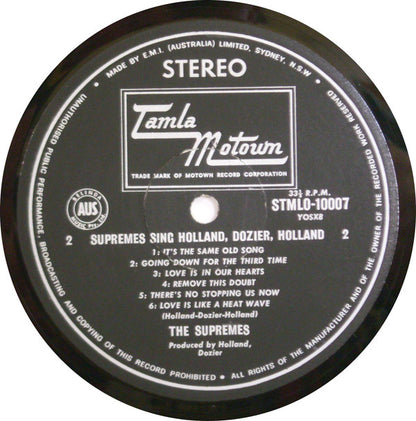 MADE BY E.M.I. (AUSTRALIA) LIMITED, SYDNEY, N.S.W.
STEREO
Tamla
Motown
TRADE MARK OF MOTOWN RECORD CORPORATION
33⅓ R.P.M.
STMLO-10007
YOSX8
BELINDA
AUS
Music Pty. Ltd.
2 SUPREMES SING HOLLAND, DOZIER, HOLLAND 2
1: IT'S THE SAME OLD SONG
2: GOING DOWN FOR THE THIRD TIME
3: LOVE IS IN OUR HEARTS
4: REMOVE THIS DOUBT
5: THERE'S NO STOPPING US NOW
6: LOVE IS LIKE A HEAT WAVE
(Holland-Dozier-Holland)
THE SUPREMES
Produced by Holland,
Dozier
UNAUTHORISED PUBLIC PERFORMANCE, BROADCASTING AND COPYING OF THIS RECORD PROHIBITED • ALL RIGHTS OF THE MANUFACTURER AND OF THE OWNER OF THE RECORDED WORK RESERVED